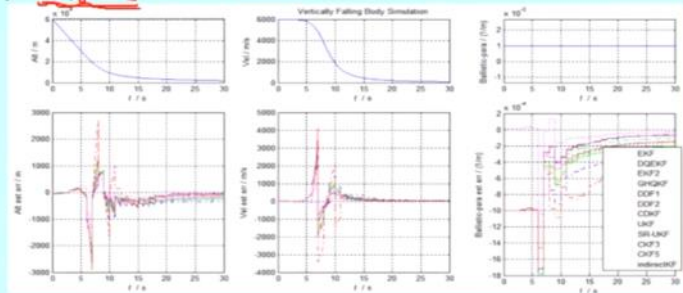 Vertically Falling Body Simulation
Alt / m
t / s
Vel / m/s
t / s
Ballistic-para / (1/m)
t / s
Alt est err / m
t / s
Vel est err/ m/s
t / s
Ballistic-para est err / (1/m)
t / s
EKF
DQEKF
EKF2
GHQKF
DDF1
DDF2
CDKF
UKF
SR-UKF
CKF3
CKF5
indirectKF